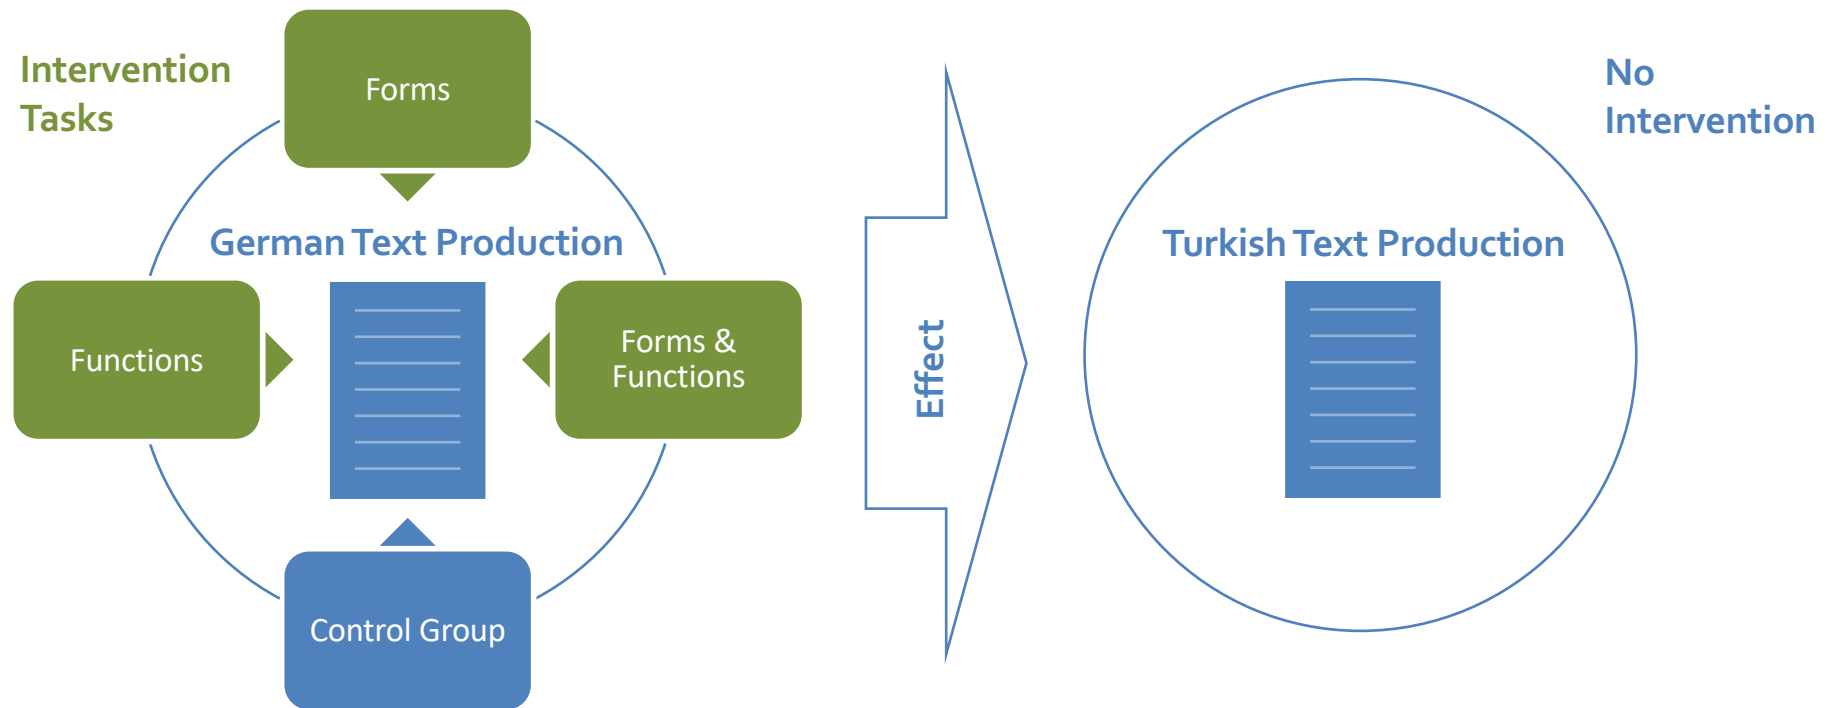 Intervention
Tasks
Forms
German Text Production
Functions
Forms &
Functions
Control Group
Effect
No
Intervention
Turkish Text Production